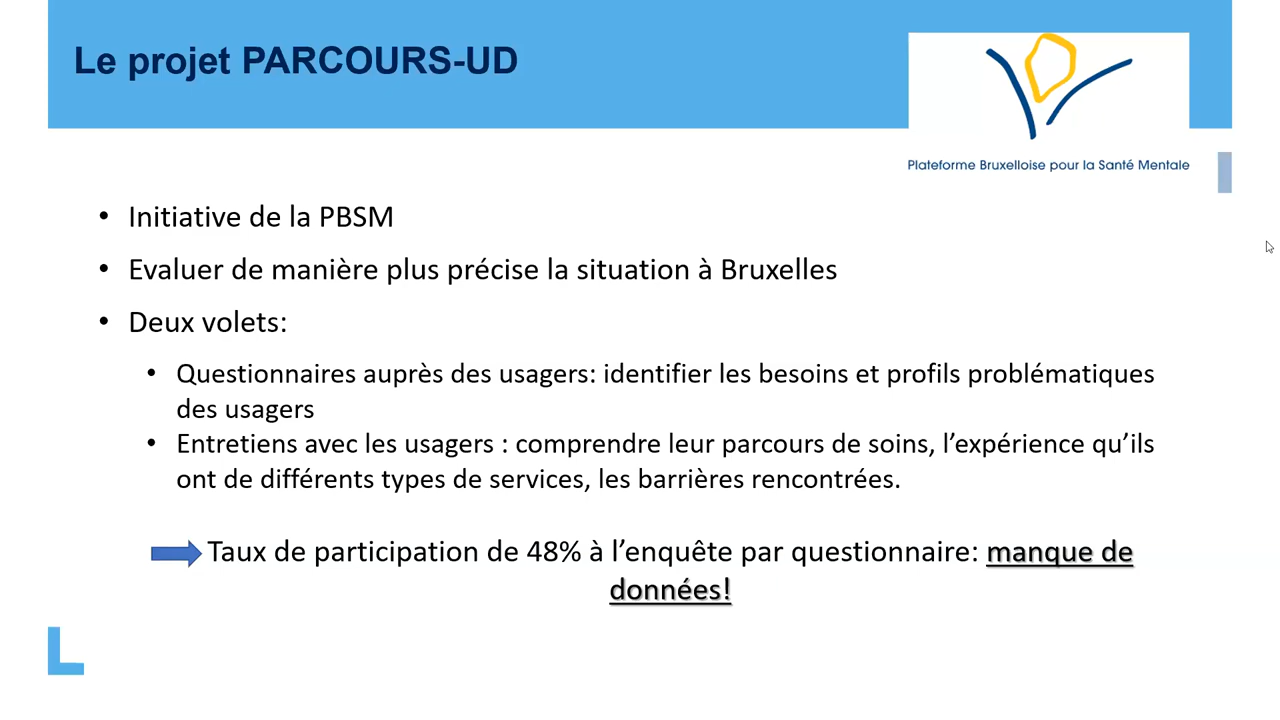 Le projet PARCOURS-UD
Plateforme Bruxelloise pour la Santé Mentale
• Initiative de la PBSM
• Evaluer de manière plus précise la situation à Bruxelles
• Deux volets:
• Questionnaires auprès des usagers: identifier les besoins et profils problématiques
des usagers
• Entretiens avec les usagers : comprendre leur parcours de soins, l’expérience qu’ils
ont de différents types de services, les barrières rencontrées.
Taux de participation de 48% à l’enquête par questionnaire: manque de
données!